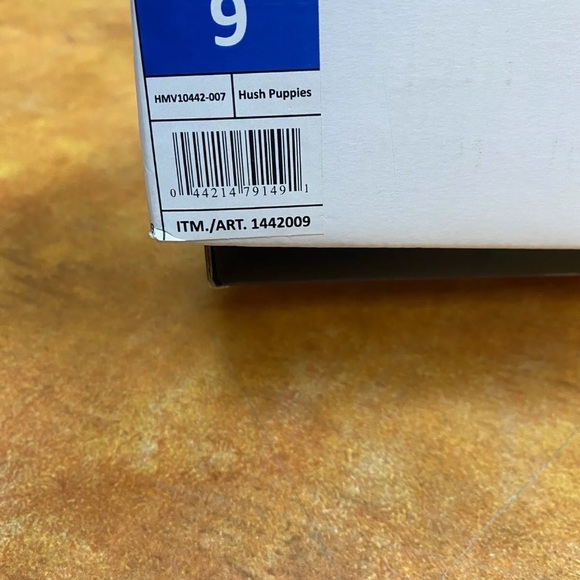 9
HMV10442-007 Hush Puppies
0 44214 79149 1
ITM./ART. 1442009